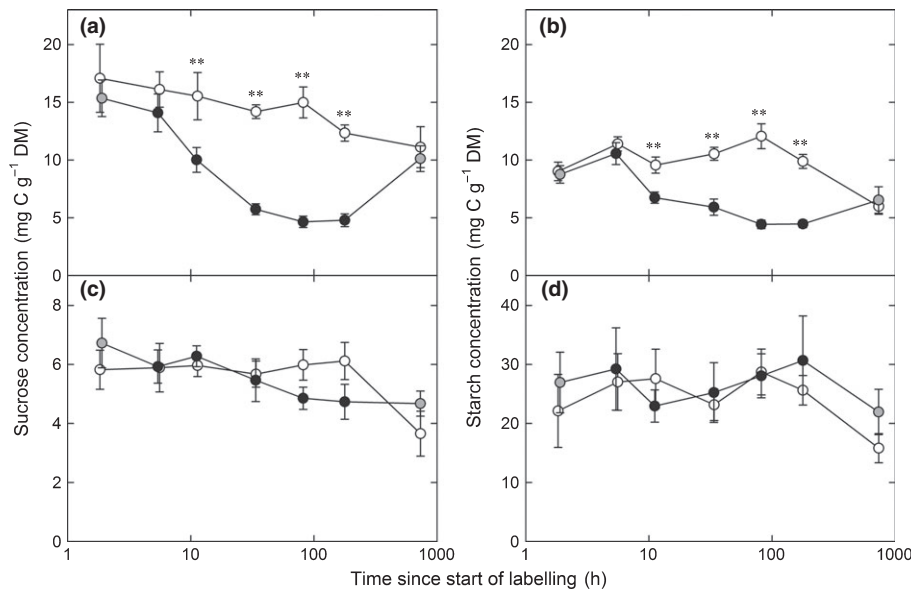 (a)
(b)
20
15
10
5
0
** ** ** **
20
15
10
5
0
** ** ** **
(c)
(d)
8
6
4
2
0
40
30
20
10
0
1 10 100 1000
1 10 100 1000
Sucrose concentration (mg C g⁻¹ DM)
Starch concentration (mg C g⁻¹ DM)
Time since start of labelling (h)